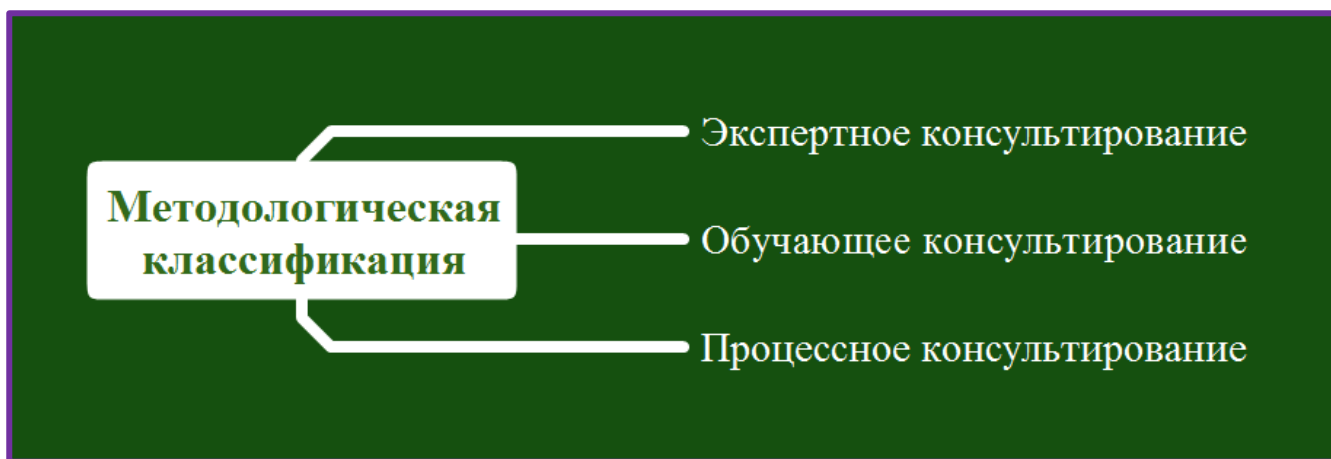 Методологическая
классификация
Экспертное консультирование
Обучающее консультирование
Процессное консультирование